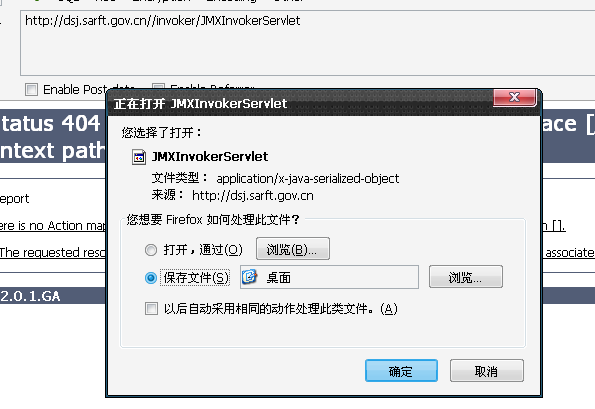 http://dsj.sarft.gov.cn//invoker/JMXInvokerServlet
Enable Post data Enable Referrer
正在打开 JMXInvokerServlet
tatus 404
ace [
ntext path
您选择了打开：
JMXInvokerServlet
文件类型： application/x-java-serialized-object
来源： http://dsj.sarft.gov.cn
eport
您想要 Firefox 如何处理此文件？
ere is no Action map
n [].
打开，通过(O) 浏览(B)...
The requested reso
associate
保存文件(S) 桌面 浏览...
2.0.1.GA
以后自动采用相同的动作处理此类文件。(A)
确定 取消